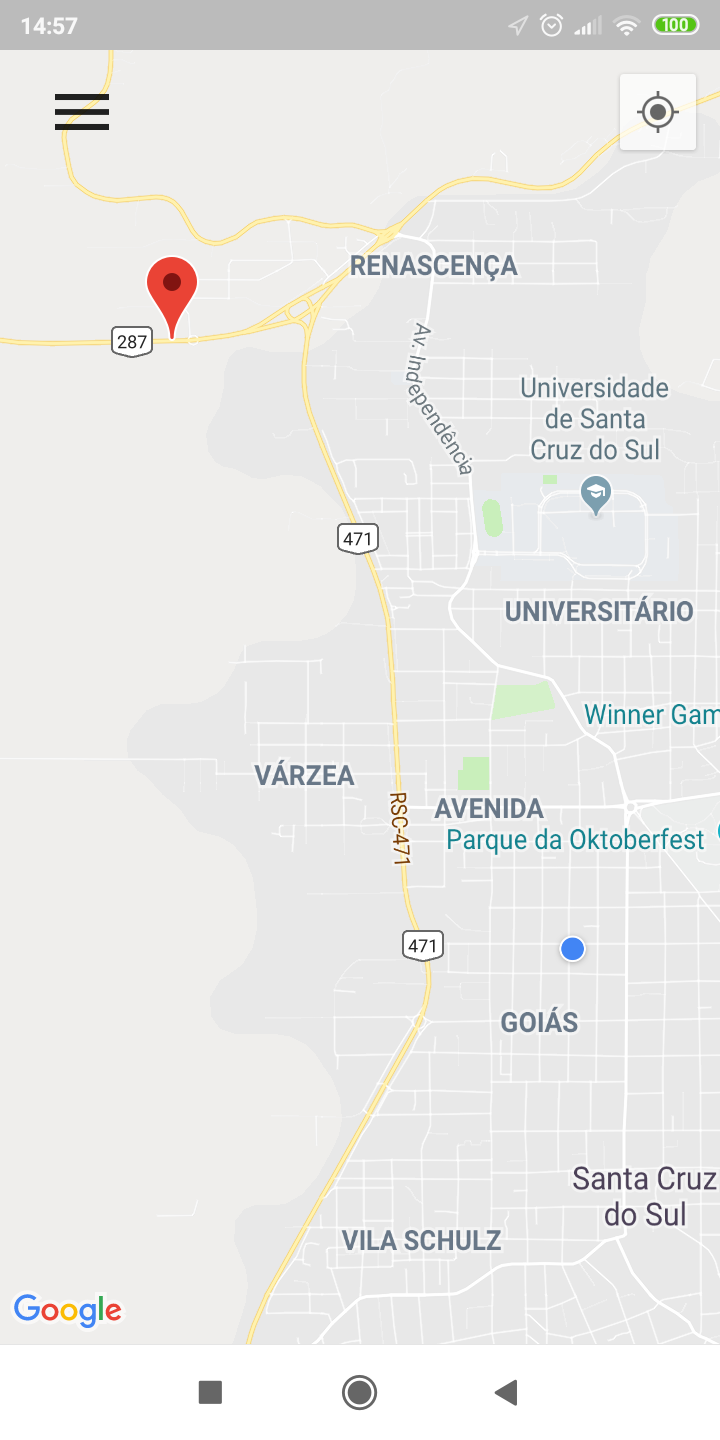 14:57
100
RENASCENÇA
287
Av. Independência
Universidade
de Santa
Cruz do Sul
471
UNIVERSITÁRIO
Winner Gam
VÁRZEA
RSC-471
AVENIDA
Parque da Oktoberfest
471
GOIÁS
Santa Cruz
do Sul
VILA SCHULZ
Google